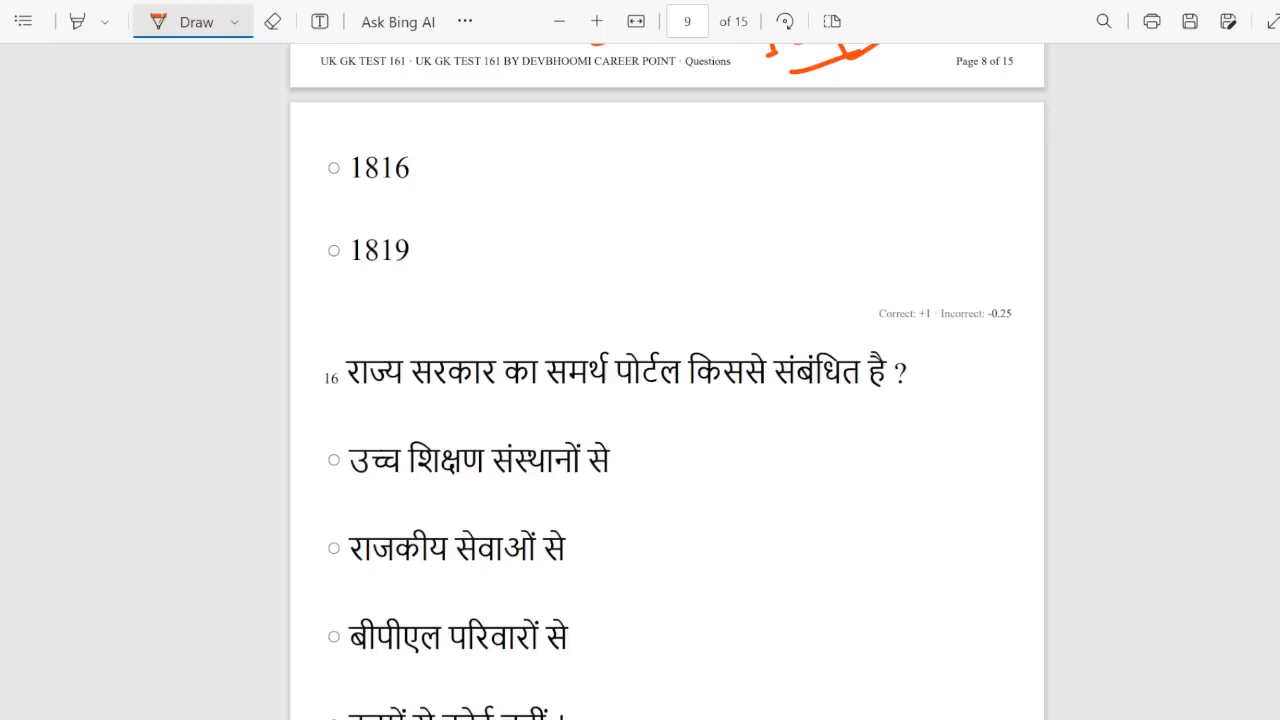 Draw
Ask Bing AI
9 of 15
UK GK TEST 161 · UK GK TEST 161 BY DEVBHOOMI CAREER POINT · Questions
Page 8 of 15
1816
1819
Correct: +1 · Incorrect: -0.25
16 राज्य सरकार का समर्थ पोर्टल किससे संबंधित है ?
उच्च शिक्षण संस्थानों से
राजकीय सेवाओं से
बीपीएल परिवारों से